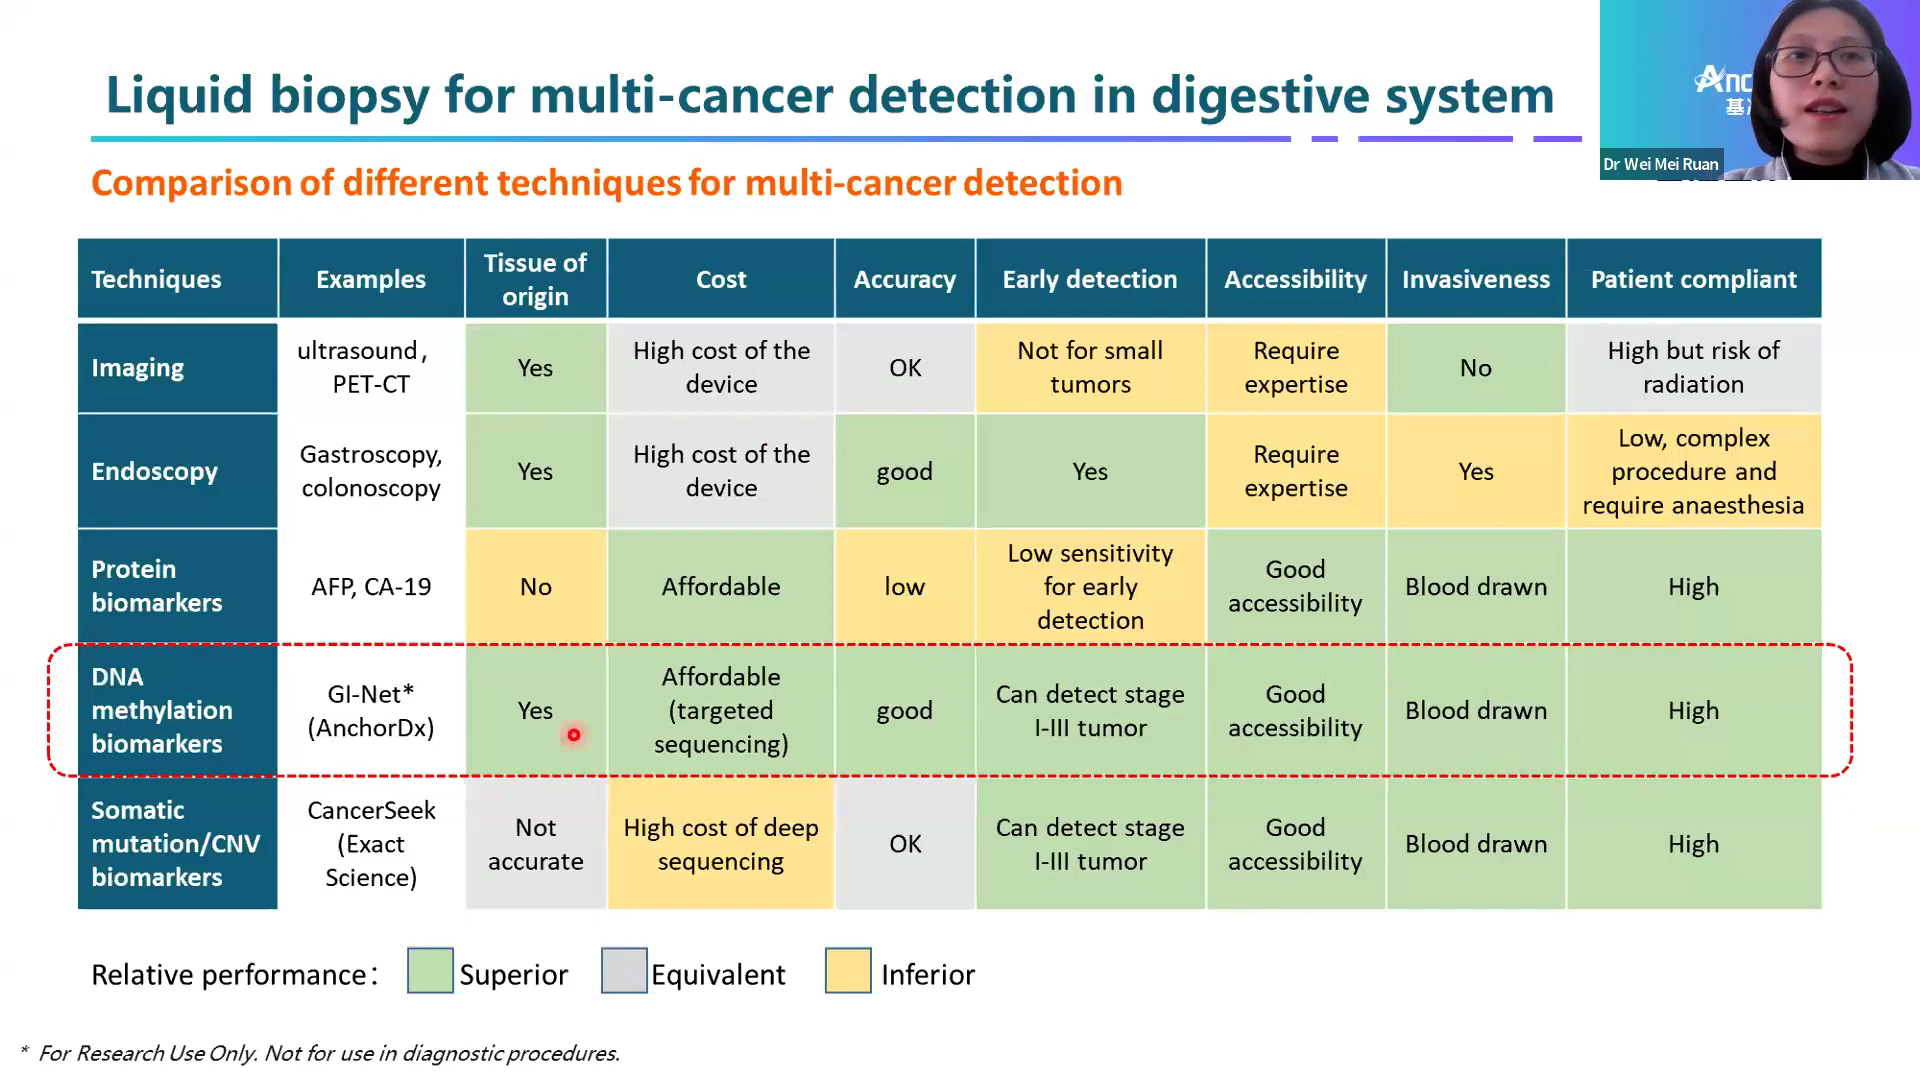 Liquid biopsy for multi-cancer detection in digestive system
Comparison of different techniques for multi-cancer detection
Dr Wei Mei Ruan
Techniques
Examples
Tissue of
origin
Cost
Accuracy
Early detection
Accessibility
Invasiveness
Patient compliant
Imaging
ultrasound,
PET-CT
Yes
High cost of the
device
OK
Not for small
tumors
Require
expertise
No
High but risk of
radiation
Endoscopy
Gastroscopy,
colonoscopy
Yes
High cost of the
device
good
Yes
Require
expertise
Yes
Low, complex
procedure and
require anaesthesia
Protein
biomarkers
AFP, CA-19
No
Affordable
low
Low sensitivity
for early
detection
Good
accessibility
Blood drawn
High
DNA
methylation
biomarkers
GI-Net*
(AnchorDx)
Yes
Affordable
(targeted
sequencing)
good
Can detect stage
I-III tumor
Good
accessibility
Blood drawn
High
Somatic
mutation/CNV
biomarkers
CancerSeek
(Exact
Science)
Not
accurate
High cost of deep
sequencing
OK
Can detect stage
I-III tumor
Good
accessibility
Blood drawn
High
Relative performance：
Superior
Equivalent
Inferior
* For Research Use Only. Not for use in diagnostic procedures.